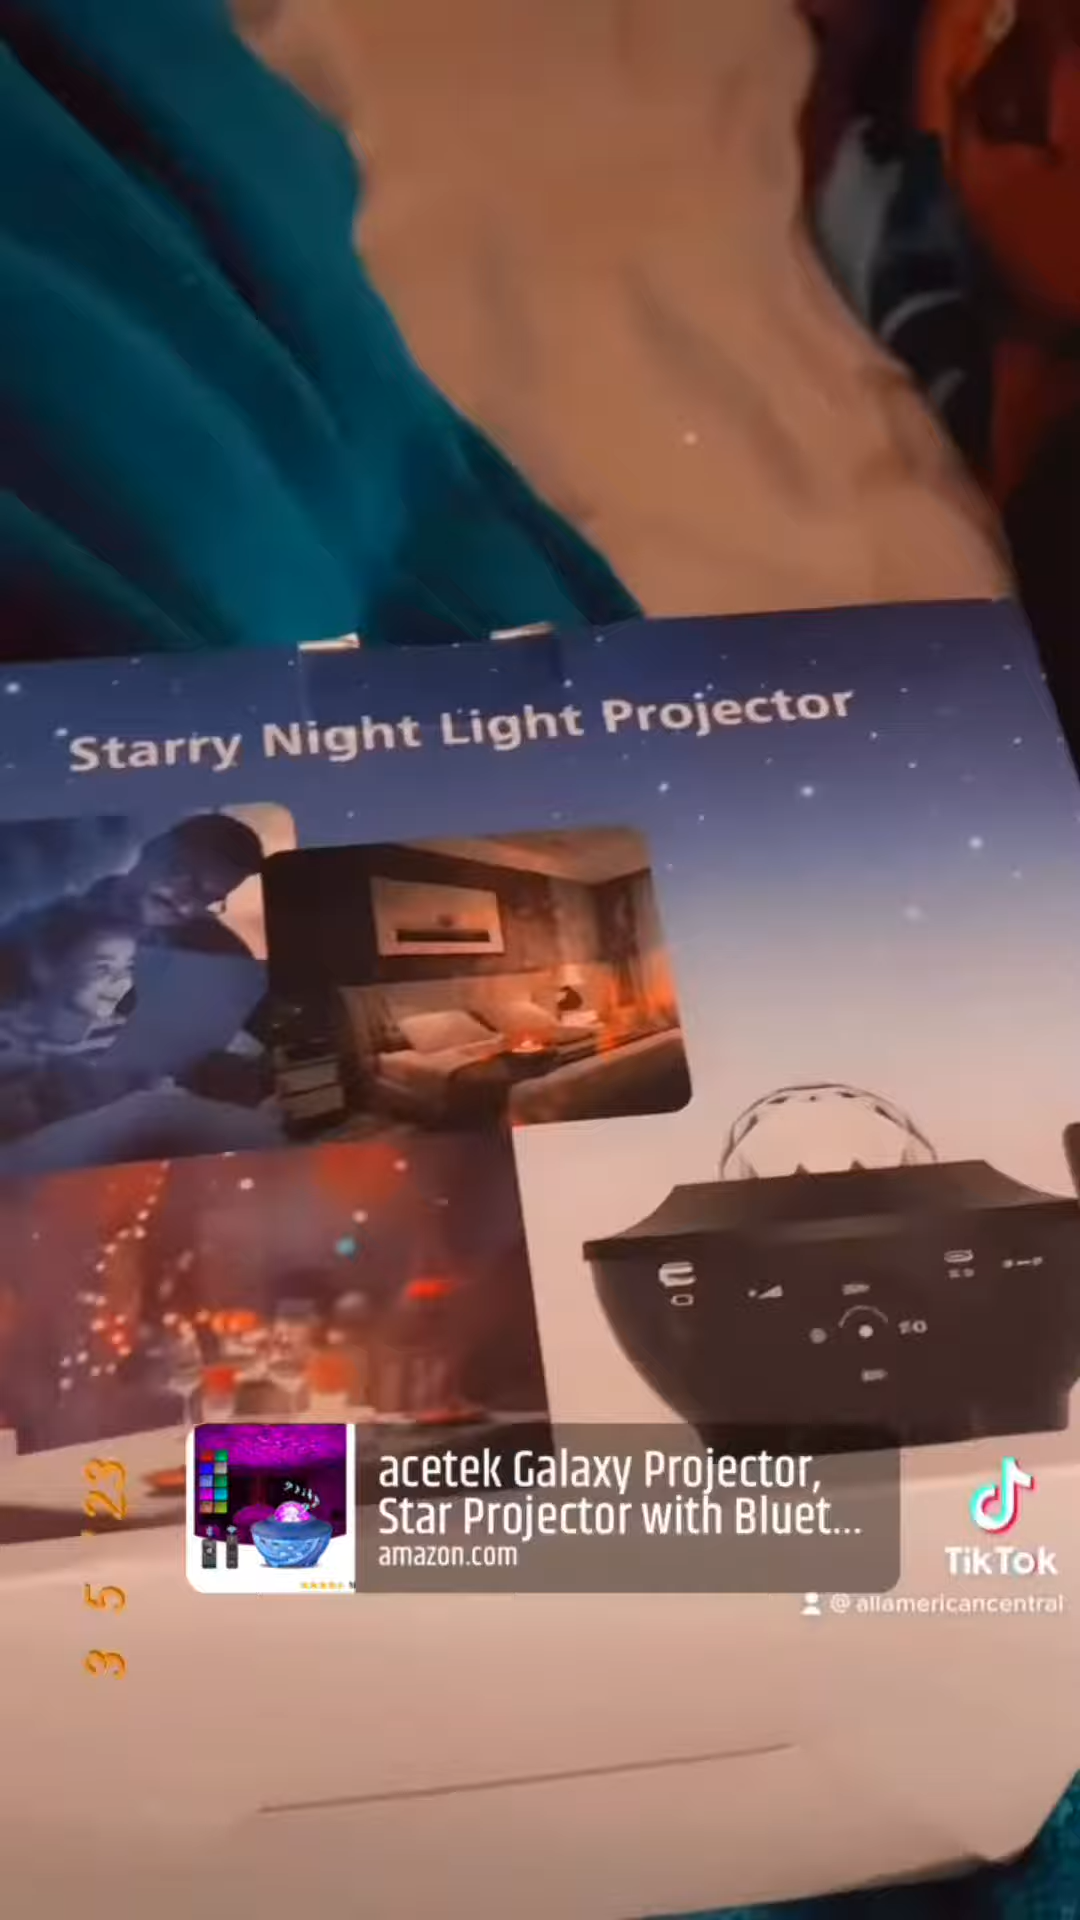 Starry Night Light Projector
acetek Galaxy Projector,
Star Projector with Bluet...
amazon.com
TikTok
@allamericancentral
3 5 '23